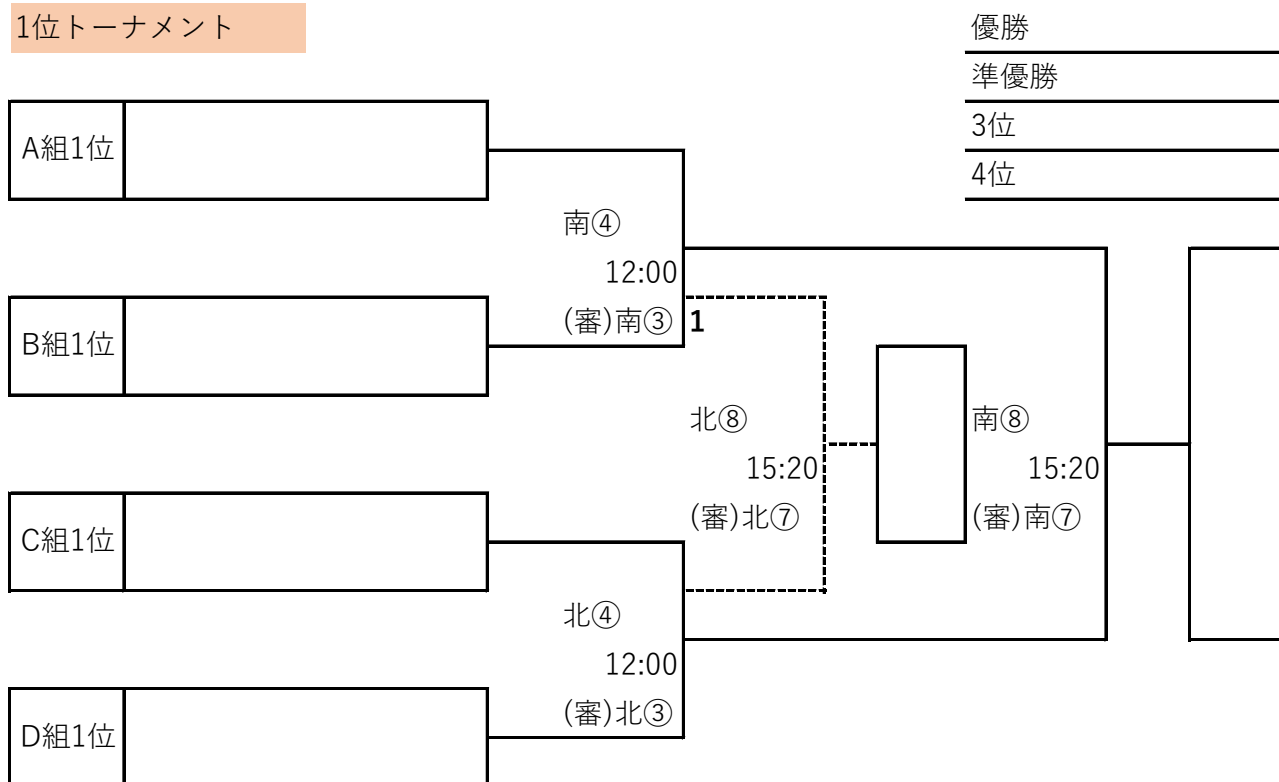 1位トーナメント
優勝
準優勝
3位
4位
A組1位
南④
12:00
(審)南③
1
B組1位
北⑧
15:20
(審)北⑦
南⑧
15:20
(審)南⑦
C組1位
北④
12:00
(審)北③
D組1位